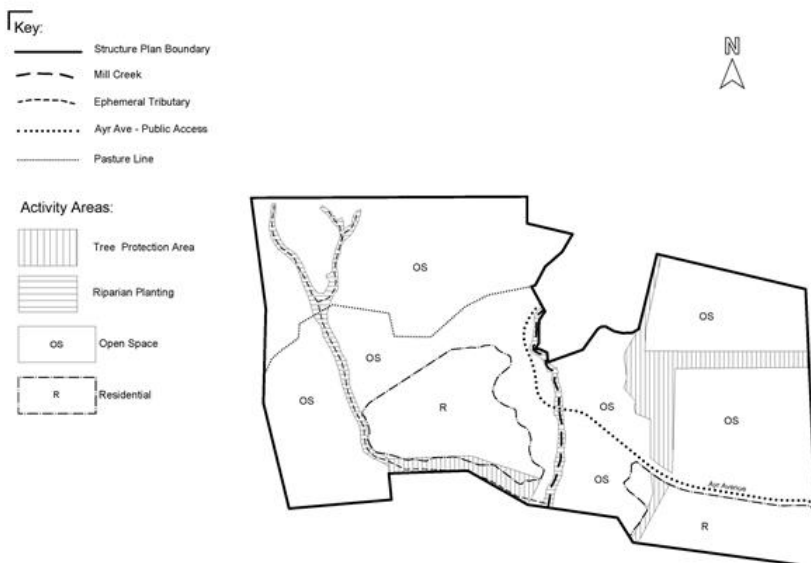 Key:
Structure Plan Boundary
Mill Creek
Ephemeral Tributary
Ayr Ave - Public Access
Pasture Line
Activity Areas:
Tree Protection Area
Riparian Planting
OS Open Space
R Residential
N
OS
OS
OS
OS
R
OS
OS
OS
Ayr Avenue
R